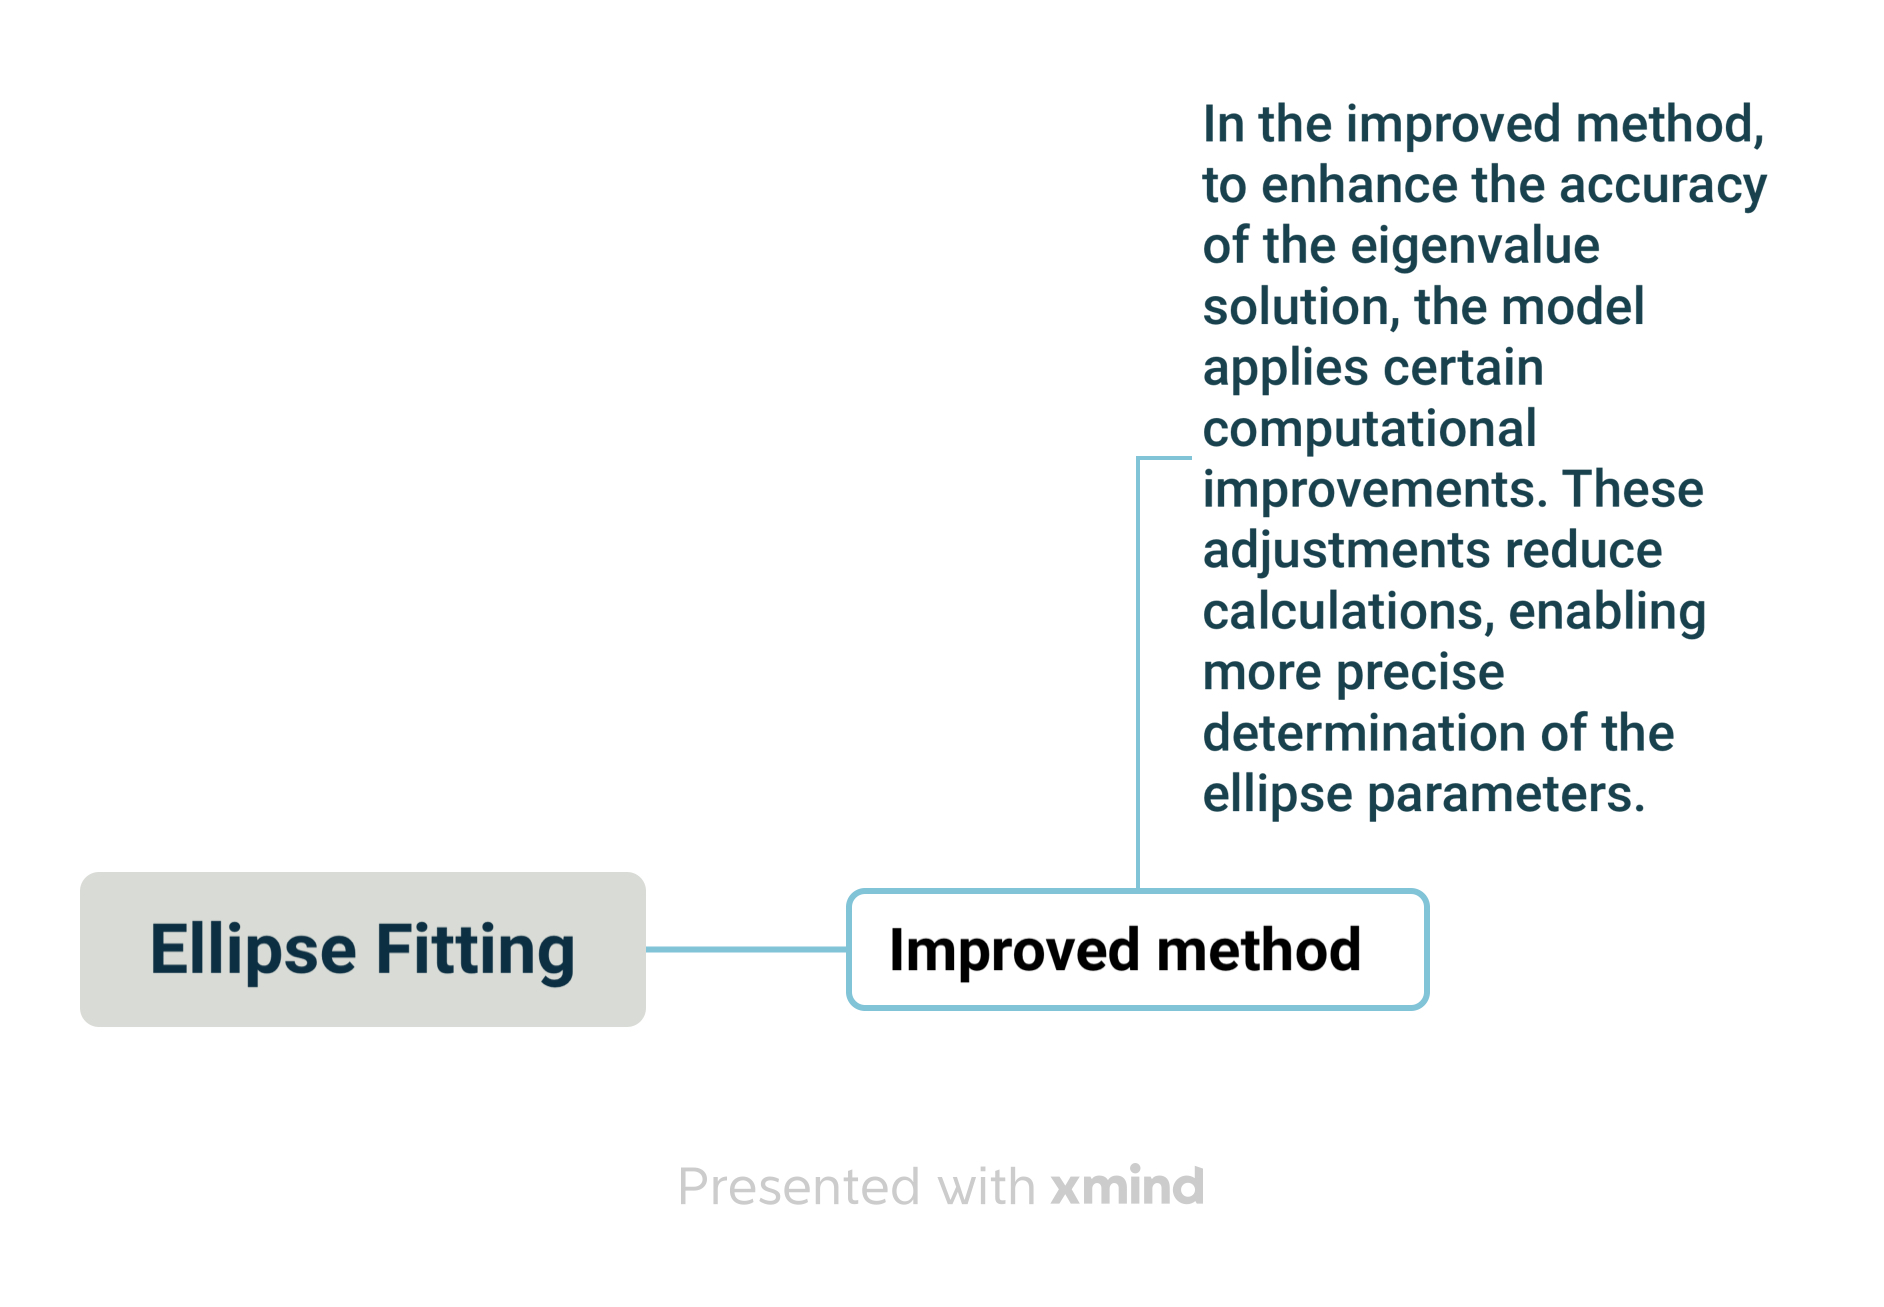 In the improved method,
to enhance the accuracy
of the eigenvalue
solution, the model
applies certain
computational
improvements. These
adjustments reduce
calculations, enabling
more precise
determination of the
ellipse parameters.
Ellipse Fitting
Improved method
Presented with xmind